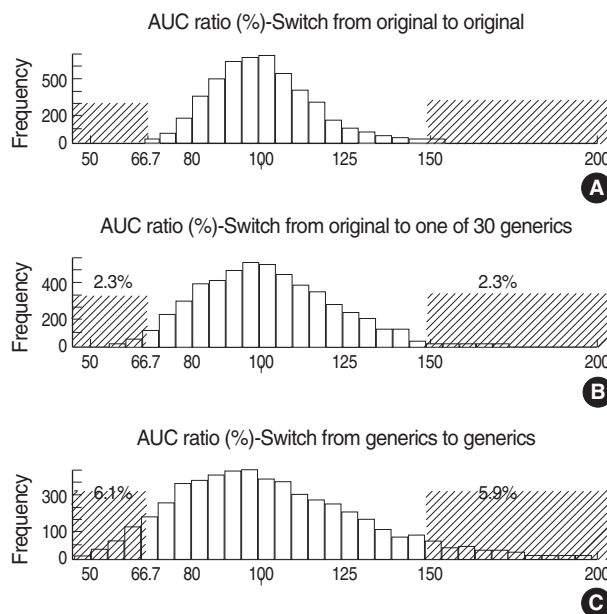 AUC ratio (%)-Switch from original to original
Frequency
500
200
0
50 66.7 80 100 125 150 200
A
AUC ratio (%)-Switch from original to one of 30 generics
Frequency
400
200
0
2.3% 2.3%
50 66.7 80 100 125 150 200
B
AUC ratio (%)-Switch from generics to generics
Frequency
300
100
0
6.1% 5.9%
50 66.7 80 100 125 150 200
C